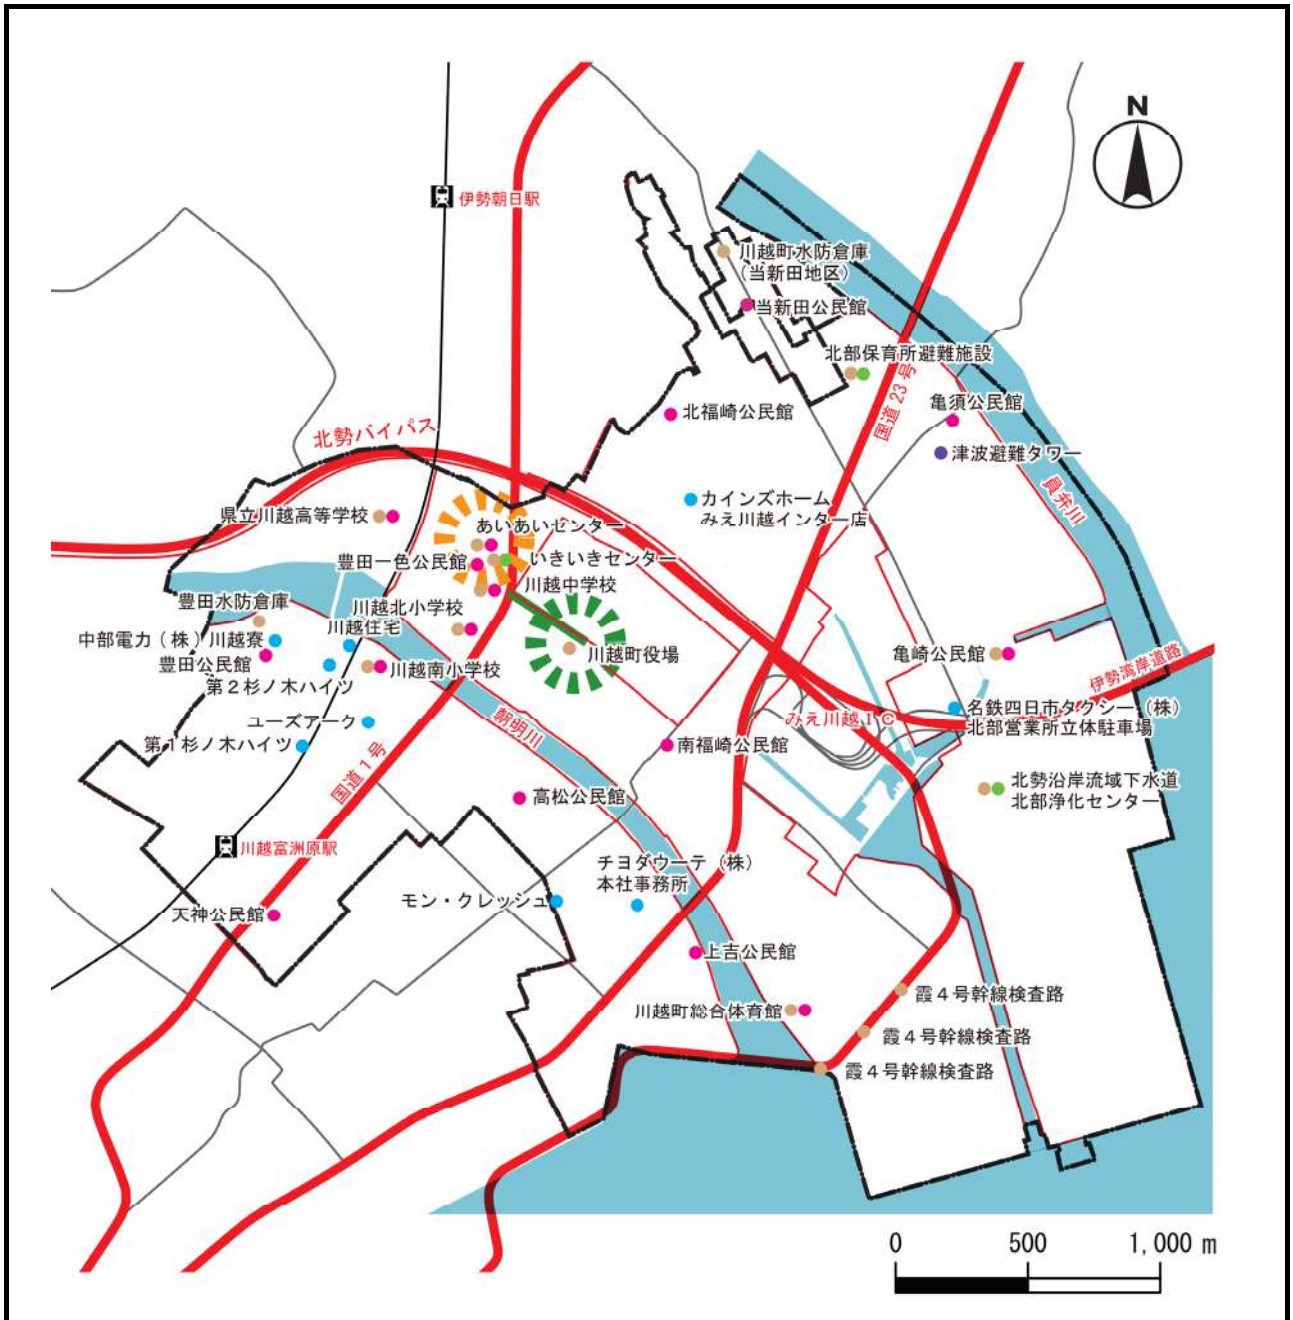 N
伊勢朝日駅
川越町水防倉庫
(当新田地区)
当新田公民館
北部保育所避難施設
国道23号
北福崎公民館
亀須公民館
津波避難タワー
員弁川
北勢バイパス
カインズホーム
みえ川越インター店
県立川越高等学校
あいあいセンター
豊田一色公民館
いきいきセンター
川越中学校
豊田水防倉庫
川越北小学校
川越住宅
中部電力(株)川越寮
豊田公民館
川越南小学校
川越町役場
第2杉ノ木ハイツ
亀崎公民館
伊勢湾岸道路
ユーズアーク
朝明川
みえ川越IC
名鉄四日市タクシー(株)
北部営業所立体駐車場
第1杉ノ木ハイツ
国道1号
南福崎公民館
高松公民館
北勢沿岸流域下水道
北部浄化センター
川越富洲原駅
チヨダウーテ(株)
本社事務所
モン・クレッシュ
天神公民館
上吉公民館
川越町総合体育館
霞4号幹線検査路
霞4号幹線検査路
霞4号幹線検査路
0 500 1,000 m